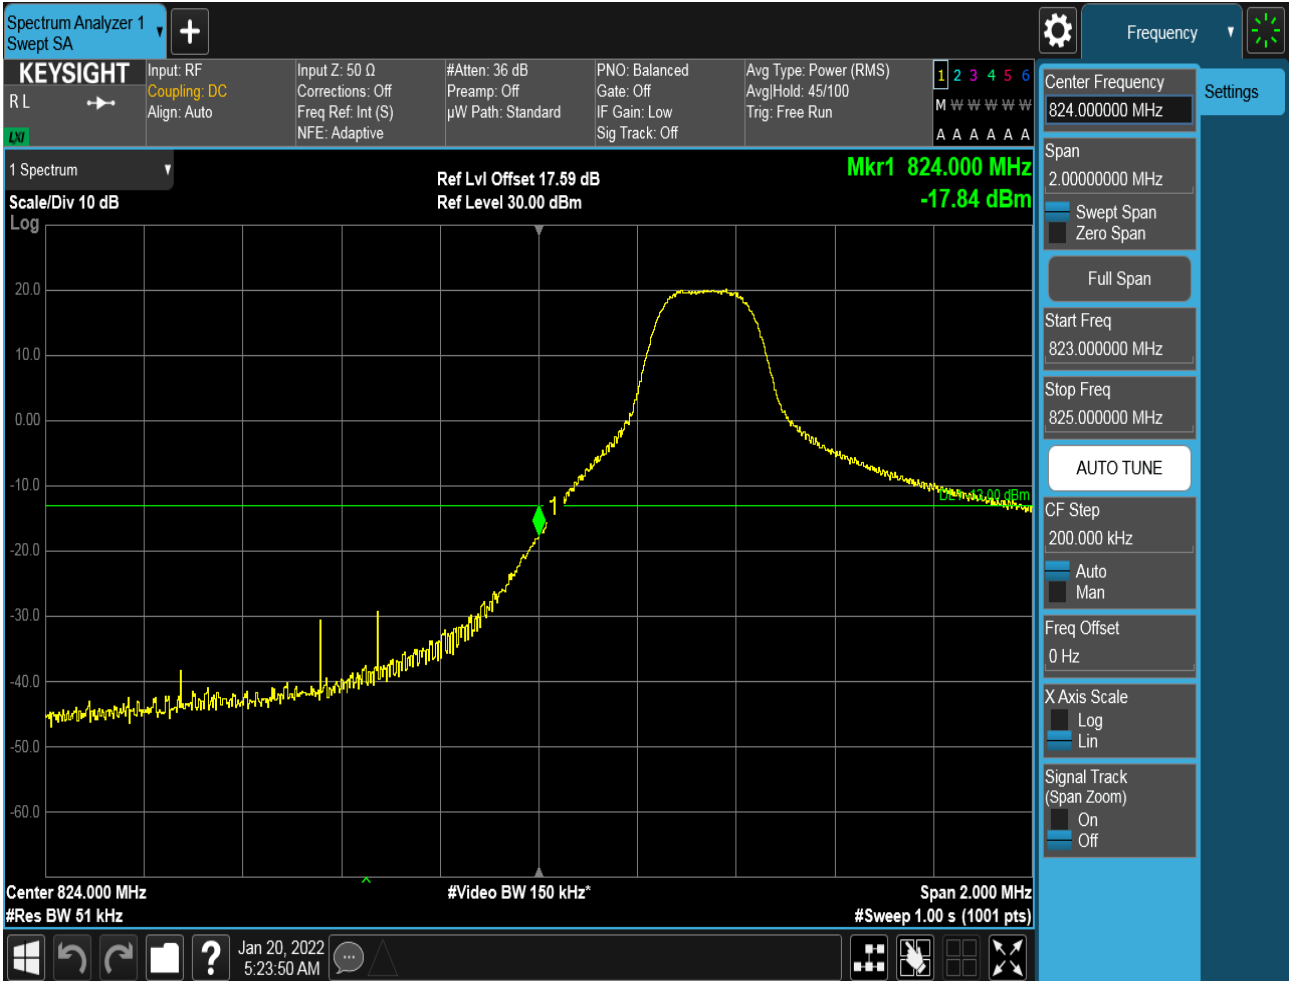 Spectrum Analyzer 1
Swept SA
+
Frequency
KEYSIGHT
R L
LXI
Input: RF
Coupling: DC
Align: Auto
Input Z: 50 Ω
Corrections: Off
Freq Ref: Int (S)
NFE: Adaptive
#Atten: 36 dB
Preamp: Off
µW Path: Standard
PNO: Balanced
Gate: Off
IF Gain: Low
Sig Track: Off
Avg Type: Power (RMS)
Avg|Hold: 45/100
Trig: Free Run
1 2 3 4 5 6
M W W W W W
A A A A A A
1 Spectrum
Scale/Div 10 dB
Log
Ref Lvl Offset 17.59 dB
Ref Level 30.00 dBm
Mkr1 824.000 MHz
-17.84 dBm
20.0
10.0
0.00
-10.0
-20.0
-30.0
-40.0
-50.0
-60.0
1
DL1 -13.00 dBm
Center 824.000 MHz
#Res BW 51 kHz
#Video BW 150 kHz*
Span 2.000 MHz
#Sweep 1.00 s (1001 pts)
Center Frequency
824.000000 MHz
Settings
Span
2.00000000 MHz
Swept Span
Zero Span
Full Span
Start Freq
823.000000 MHz
Stop Freq
825.000000 MHz
AUTO TUNE
CF Step
200.000 kHz
Auto
Man
Freq Offset
0 Hz
X Axis Scale
Log
Lin
Signal Track
(Span Zoom)
On
Off
?
Jan 20, 2022
5:23:50 AM